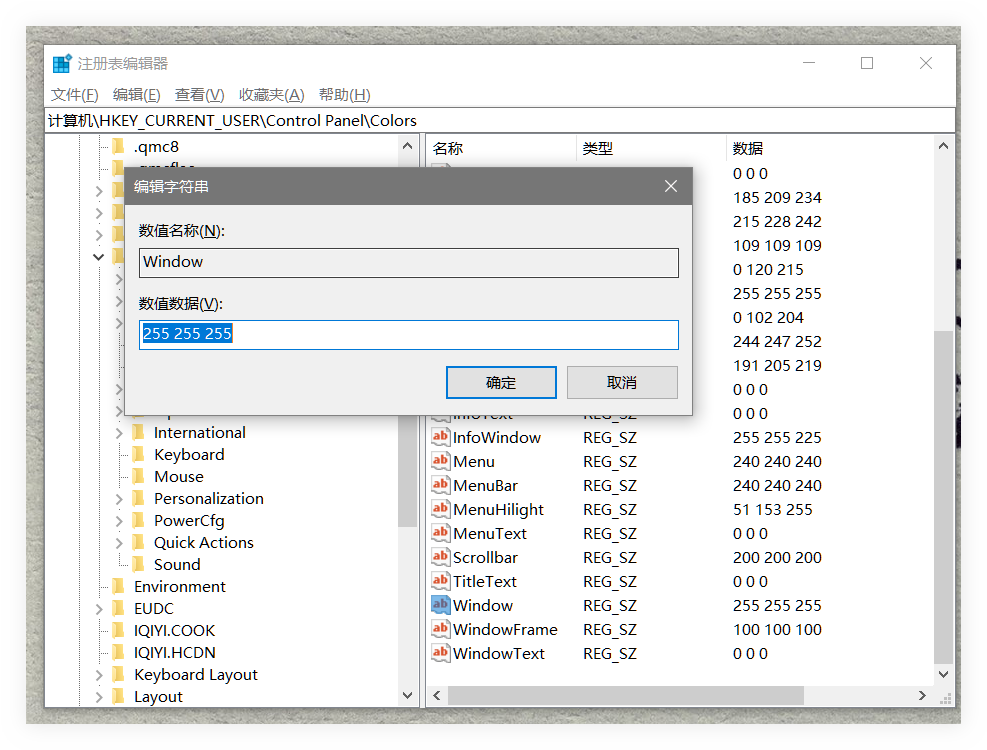 注册表编辑器
文件(F) 编辑(E) 查看(V) 收藏夹(A) 帮助(H)
计算机\HKEY_CURRENT_USER\Control Panel\Colors
.qmc8
名称 类型 数据
0 0 0
编辑字符串
185 209 234
215 228 242
数值名称(N):
109 109 109
Window
0 120 215
255 255 255
数值数据(V):
0 102 204
255 255 255
244 247 252
191 205 219
确定 取消
0 0 0
InfoText REG_SZ 0 0 0
International
InfoWindow REG_SZ 255 255 225
Keyboard
Menu REG_SZ 240 240 240
Mouse
MenuBar REG_SZ 240 240 240
Personalization
MenuHilight REG_SZ 51 153 255
PowerCfg
MenuText REG_SZ 0 0 0
Quick Actions
Scrollbar REG_SZ 200 200 200
Sound
TitleText REG_SZ 0 0 0
Environment
Window REG_SZ 255 255 255
EUDC
WindowFrame REG_SZ 100 100 100
IQIYI.COOK
WindowText REG_SZ 0 0 0
IQIYI.HCDN
Keyboard Layout
Layout